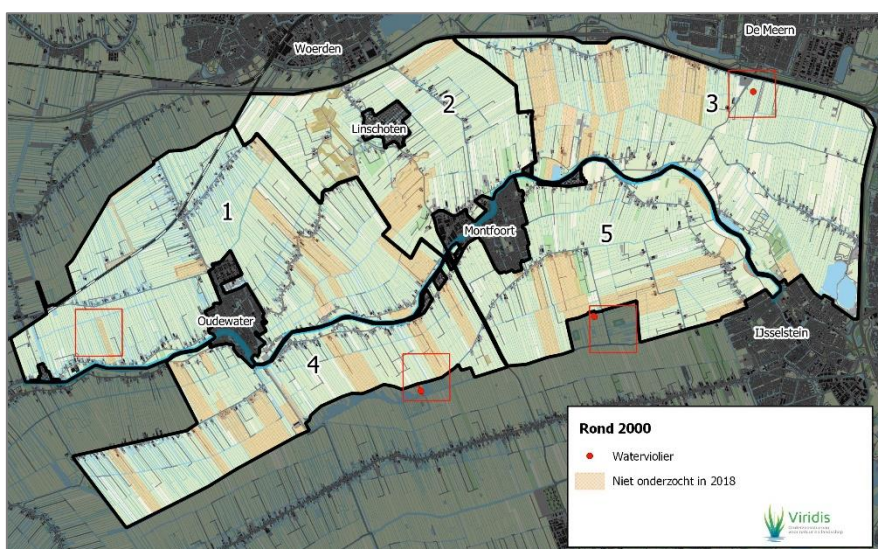 Woerden
De Meern
2
3
Linschoten
1
Montfoort
5
Oudewater
4
IJsselstein
Rond 2000
Waterviolier
Niet onderzocht in 2018
Viridis